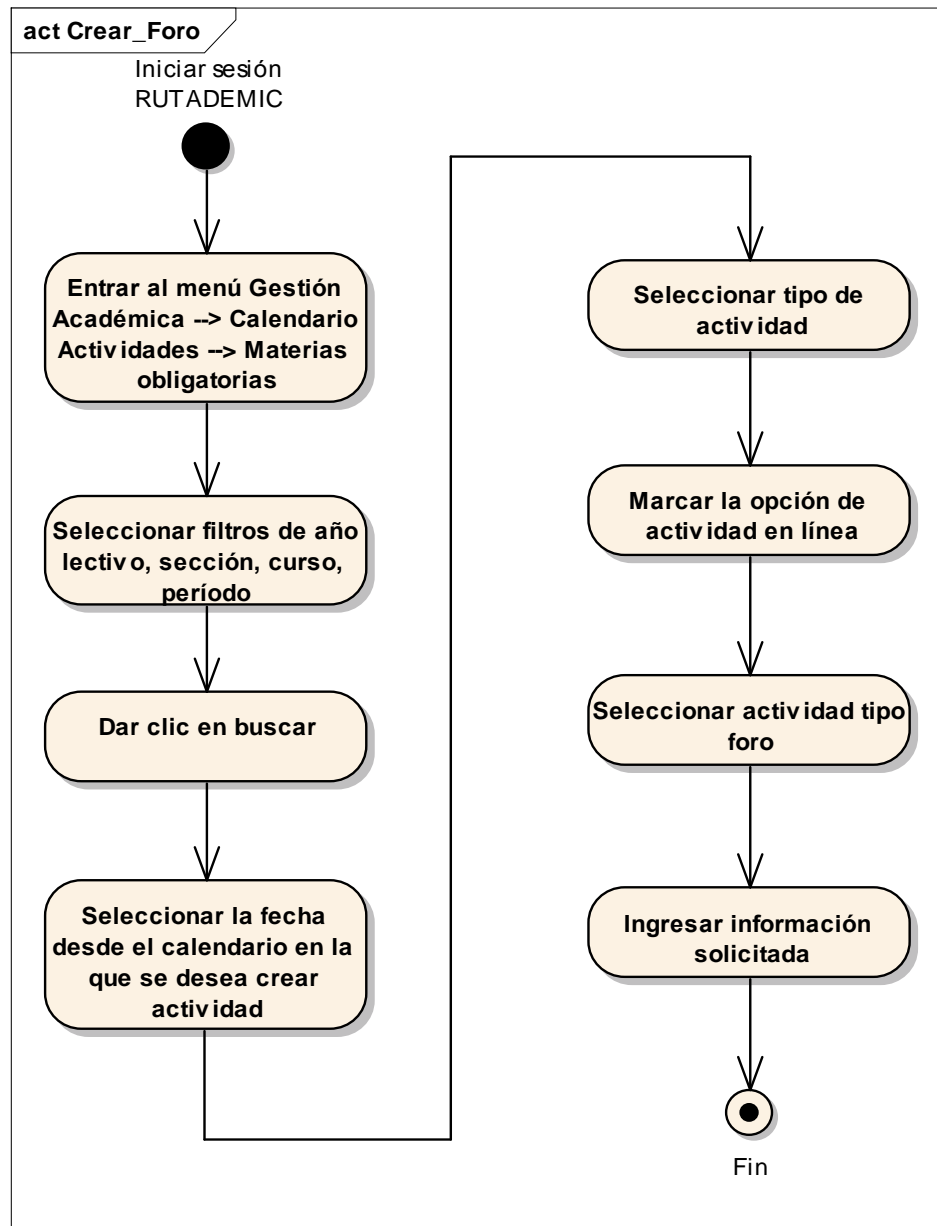 act Crear_Foro
Iniciar sesión
RUTADEMIC
Entrar al menú Gestión
Académica --> Calendario
Actividades --> Materias
obligatorias
Seleccionar filtros de año
lectivo, sección, curso,
período
Dar clic en buscar
Seleccionar la fecha
desde el calendario en la
que se desea crear
actividad
Seleccionar tipo de
actividad
Marcar la opción de
actividad en línea
Seleccionar actividad tipo
foro
Ingresar información
solicitada
Fin